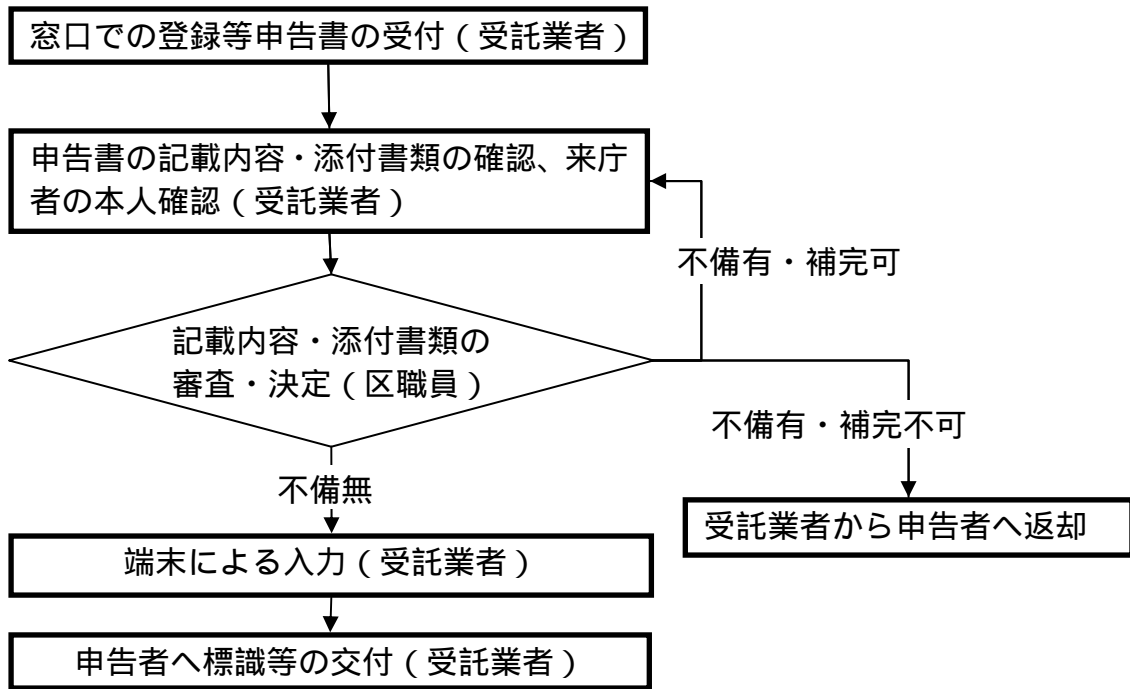 窓口での登録等申告書の受付（受託業者）
申告書の記載内容・添付書類の確認、来庁
者の本人確認（受託業者）
不備有・補完可
記載内容・添付書類の
審査・決定（区職員）
不備有・補完不可
不備無
受託業者から申告者へ返却
端末による入力（受託業者）
申告者へ標識等の交付（受託業者）